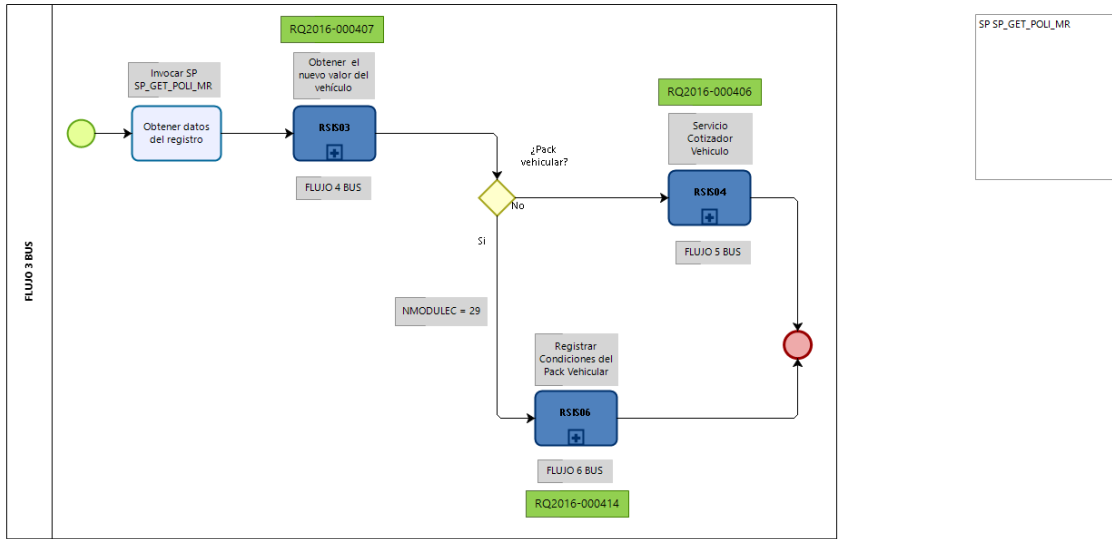 FLUJO 3 BUS
RQ2016-000407
Invocar SP
SP_GET_POLI_MR
Obtener datos
del registro
Obtener el
nuevo valor del
vehículo
RSIS03
FLUJO 4 BUS
¿Pack
vehicular?
No
Si
NMODULEC = 29
RQ2016-000406
Servicio
Cotizador
Vehiculo
RSIS04
FLUJO 5 BUS
Registrar
Condiciones del
Pack Vehicular
RSIS06
FLUJO 6 BUS
RQ2016-000414
SP SP_GET_POLI_MR